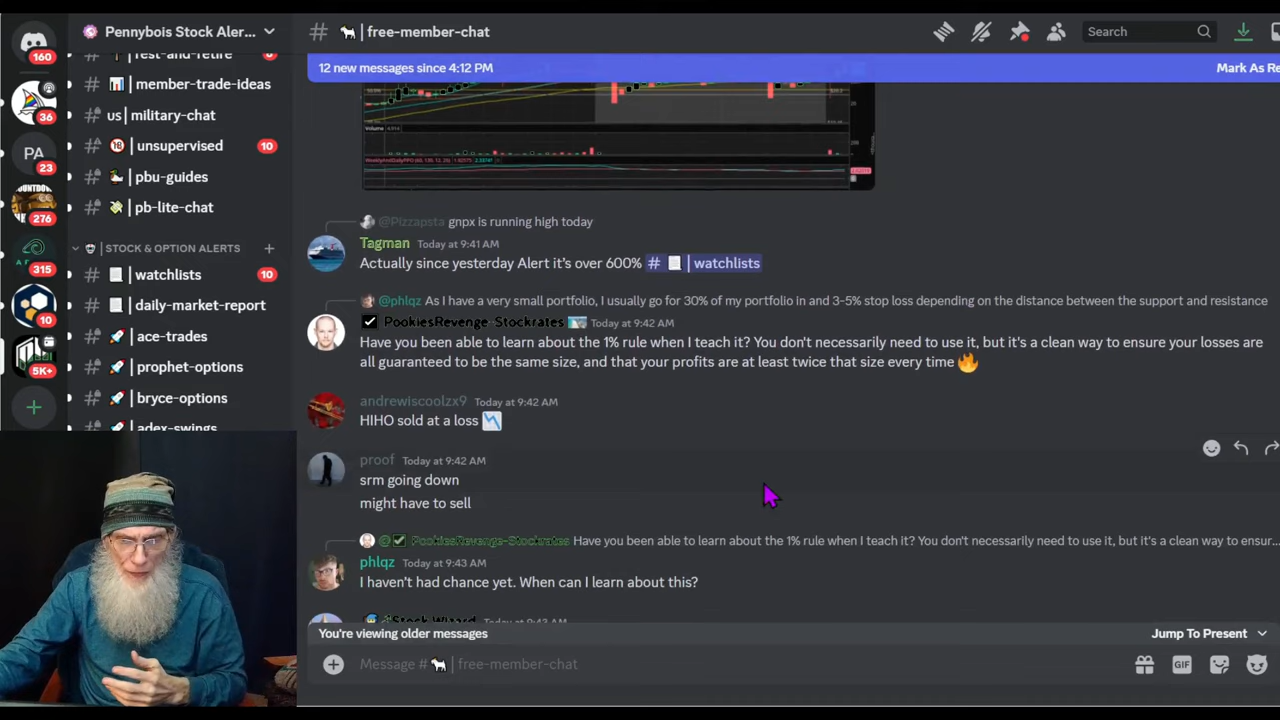 Pennybois Stock Aler...
# | free-member-chat
Search
160
12 new messages since 4:12 PM
Mark As Re
rest-and-retire
36
# | member-trade-ideas
us | military-chat
PA
23
# | unsupervised
10
# | pbu-guides
276
# | pb-lite-chat
315
STOCK & OPTION ALERTS
# | watchlists
10
10
# | daily-market-report
# | ace-trades
5K+
# | prophet-options
# | bryce-options
# | adex-swings
Volume
@Pizzapsta gnpx is running high today
Tagman Today at 9:41 AM
Actually since yesterday Alert it's over 600% # | watchlists
@phlqz As I have a very small portfolio, I usually go for 30% of my portfolio in and 3-5% stop loss depending on the distance between the support and resistance
PookiesRevenge-Stockrates Today at 9:42 AM
Have you been able to learn about the 1% rule when I teach it? You don't necessarily need to use it, but it's a clean way to ensure your losses are
all guaranteed to be the same size, and that your profits are at least twice that size every time 🔥
andrewiscoolzx9 Today at 9:42 AM
HIHO sold at a loss 📉
proof Today at 9:42 AM
srm going down
might have to sell
@ PookiesRevenge-Stockrates Have you been able to learn about the 1% rule when I teach it? You don't necessarily need to use it, but it's a clean way to ensur...
phlqz Today at 9:43 AM
I haven't had chance yet. When can I learn about this?
Stock Wizard Today at 9:43 AM
You're viewing older messages
Jump To Present
Message # | free-member-chat
GIF